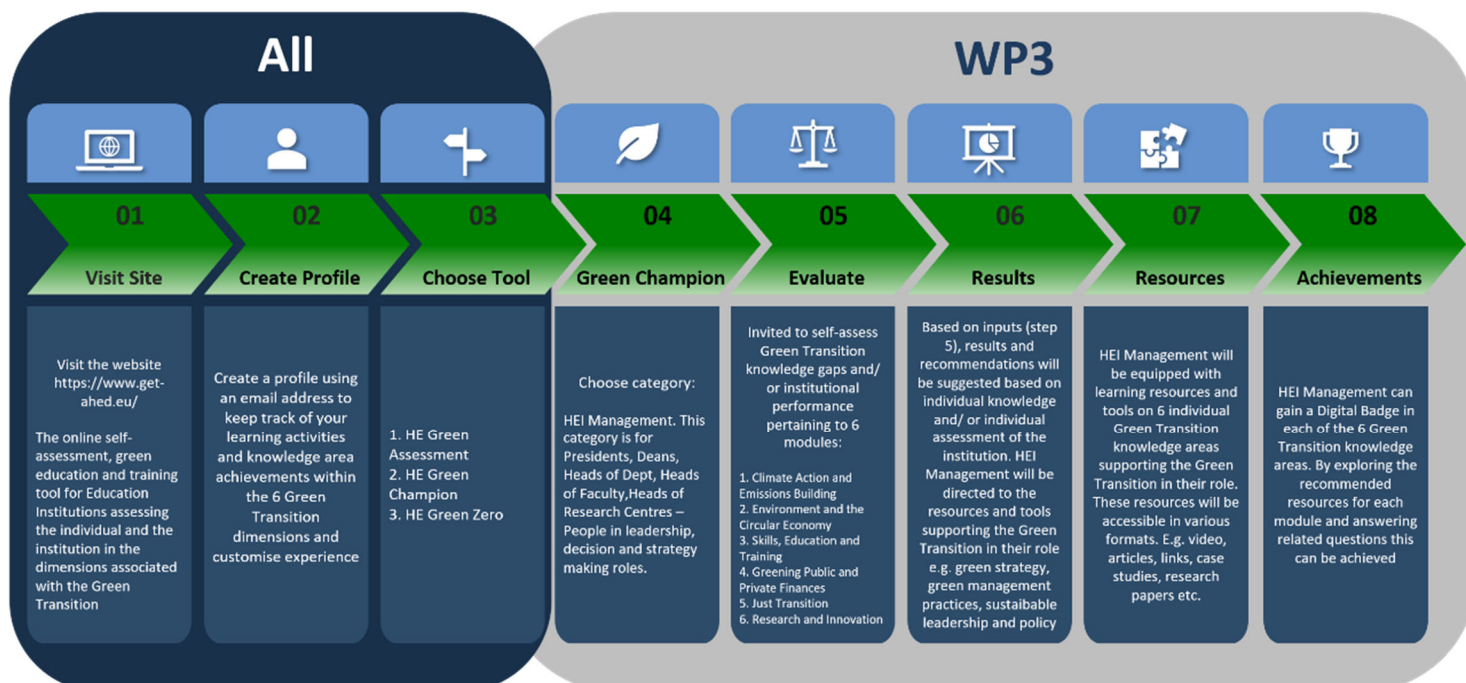 All
WP3
01
Visit Site
02
Create Profile
03
Choose Tool
04
Green Champion
05
Evaluate
06
Results
07
Resources
08
Achievements
Visit the website
https://www.get-
ahed.eu/
The online self-
assessment, green
education and training
tool for Education
Institutions assessing
the individual and the
institution in the
dimensions associated
with the Green
Transition
Create a profile using
an email address to
keep track of your
learning activities
and knowledge area
achievements within
the 6 Green
Transition
dimensions and
customise experience
1. HE Green
Assessment
2. HE Green
Champion
3. HE Green Zero
Choose category:
HEI Management. This
category is for
Presidents, Deans,
Heads of Dept, Heads
of Faculty,Heads of
Research Centres –
People in leadership,
decision and strategy
making roles.
Invited to self-assess
Green Transition
knowledge gaps and/
or institutional
performance
pertaining to 6
modules:
1. Climate Action and
Emissions Building
2. Environment and the
Circular Economy
3. Skills, Education and
Training
4. Greening Public and
Private Finances
5. Just Transition
6. Research and Innovation
Based on inputs (step
5), results and
recommendations will
be suggested based on
individual knowledge
and/ or individual
assessment of the
institution. HEI
Management will be
directed to the
resources and tools
supporting the Green
Transition in their role
e.g. green strategy,
green management
practices, sustaibable
leadership and policy
HEI Management will
be equipped with
learning resources and
tools on 6 individual
Green Transition
knowledge areas
supporting the Green
Transition in their role.
These resources will be
accessible in various
formats. E.g. video,
articles, links, case
studies, research
papers etc.
HEI Management can
gain a Digital Badge in
each of the 6 Green
Transition knowledge
areas. By exploring the
recommended
resources for each
module and answering
related questions this
can be achieved